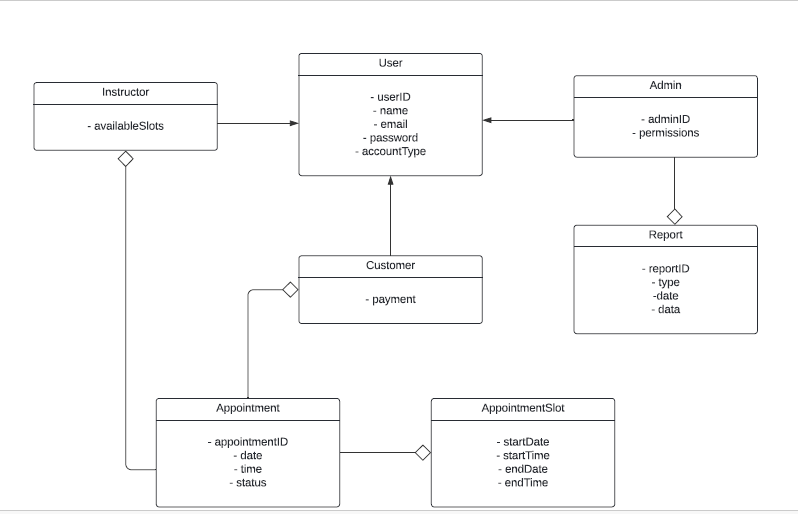 User
- userID
- name
- email
- password
- accountType
Instructor
- availableSlots
Admin
- adminID
- permissions
Report
- reportID
- type
-date
- data
Customer
- payment
Appointment
- appointmentID
- date
- time
- status
AppointmentSlot
- startDate
- startTime
- endDate
- endTime